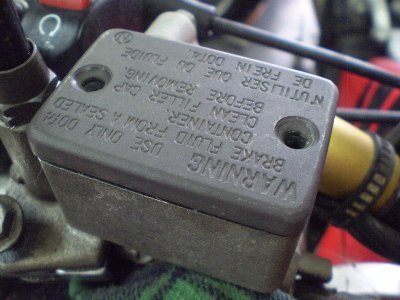 WARNING USE ONLY DOT4
BRAKE FLUID FROM A SEALED
CONTAINER
CLEAN FILLER CAP
BEFORE REMOVING
N'UTILISER QUE DU FLUIDE
DE FREIN DOT4